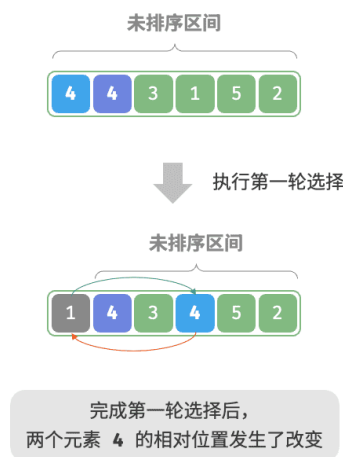 未排序区间
4 4 3 1 5 2
执行第一轮选择
未排序区间
1 4 3 4 5 2
完成第一轮选择后，
两个元素 4 的相对位置发生了改变